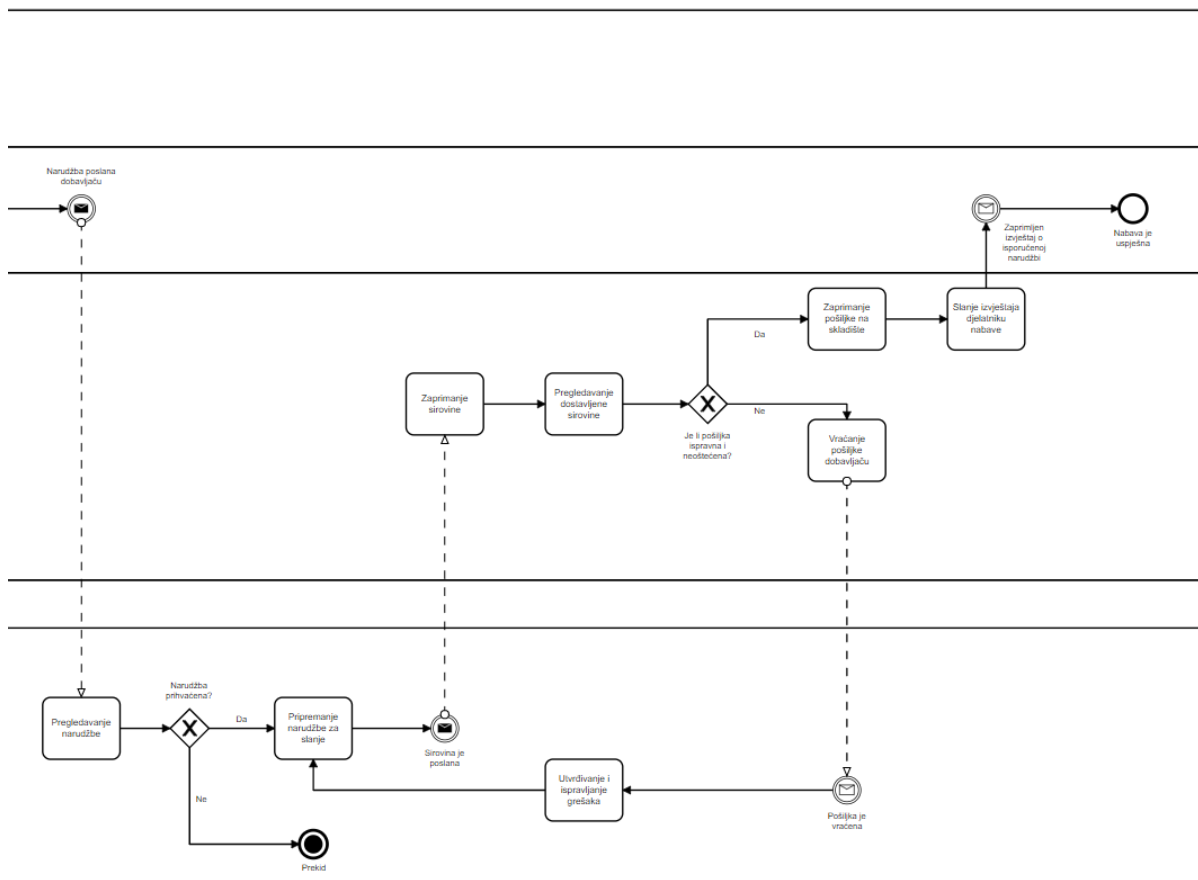 Narudžba poslana
dobavljaču
Zaprimljen
izvještaj o
isporučenoj
narudžbi
Nabava je
uspješna
Zaprimanje
pošiljke na
skladište
Slanje izvještaja
djelatniku
nabave
Da
Zaprimanje
sirovine
Pregledavanje
dostavljene
sirovine
Je li pošiljka
ispravna i
neoštećena?
Ne
Vraćanje
pošiljke
dobavljaču
Pregledavanje
narudžbe
Narudžba
prihvaćena?
Da
Pripremanje
narudžbe za
slanje
Sirovina je
poslana
Utvrđivanje i
ispravljanje
grešaka
Pošiljka je
vraćena
Ne
Prekid